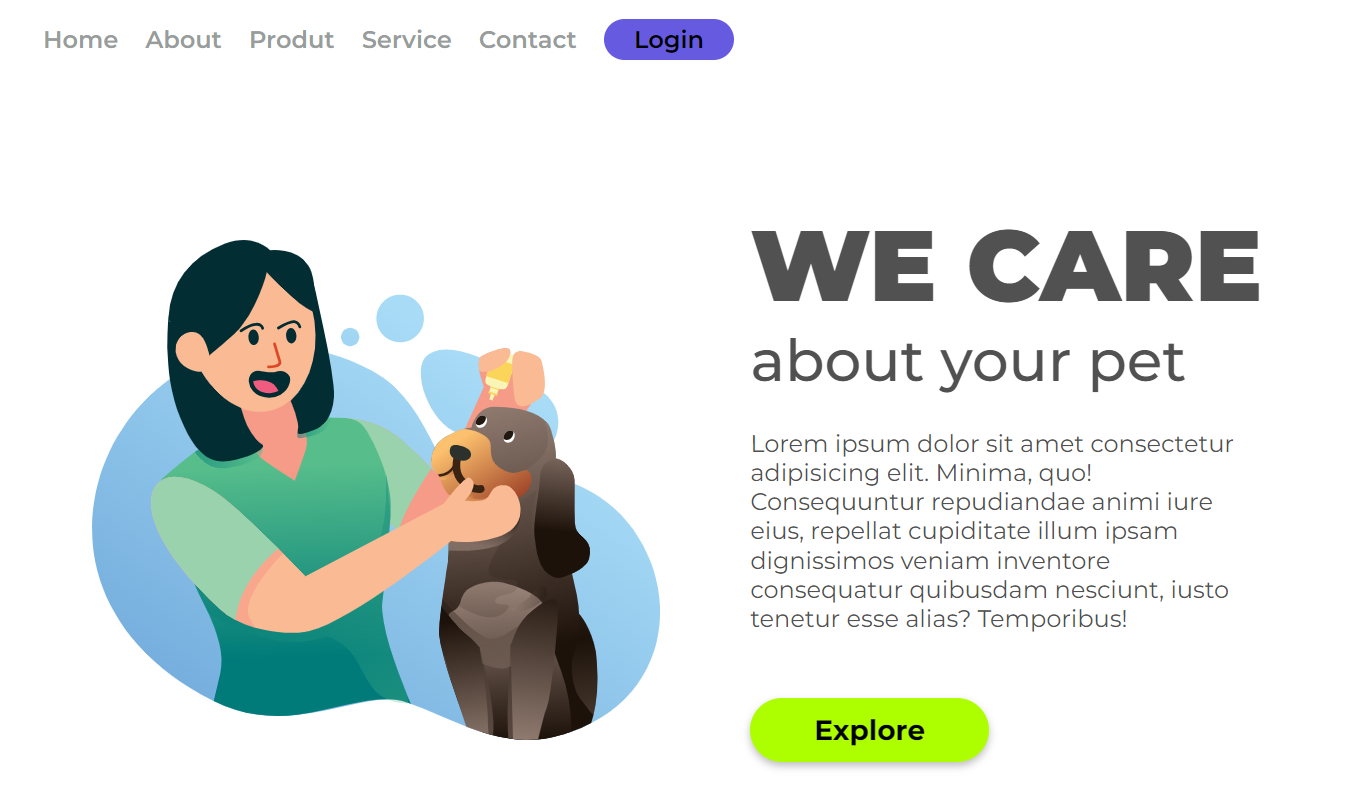 Home About Produt Service Contact Login
WE CARE
about your pet
Lorem ipsum dolor sit amet consectetur
adipisicing elit. Minima, quo!
Consequuntur repudiandae animi iure
eius, repellat cupiditate illum ipsam
dignissimos veniam inventore
consequatur quibusdam nesciunt, iusto
tenetur esse alias? Temporibus!
Explore